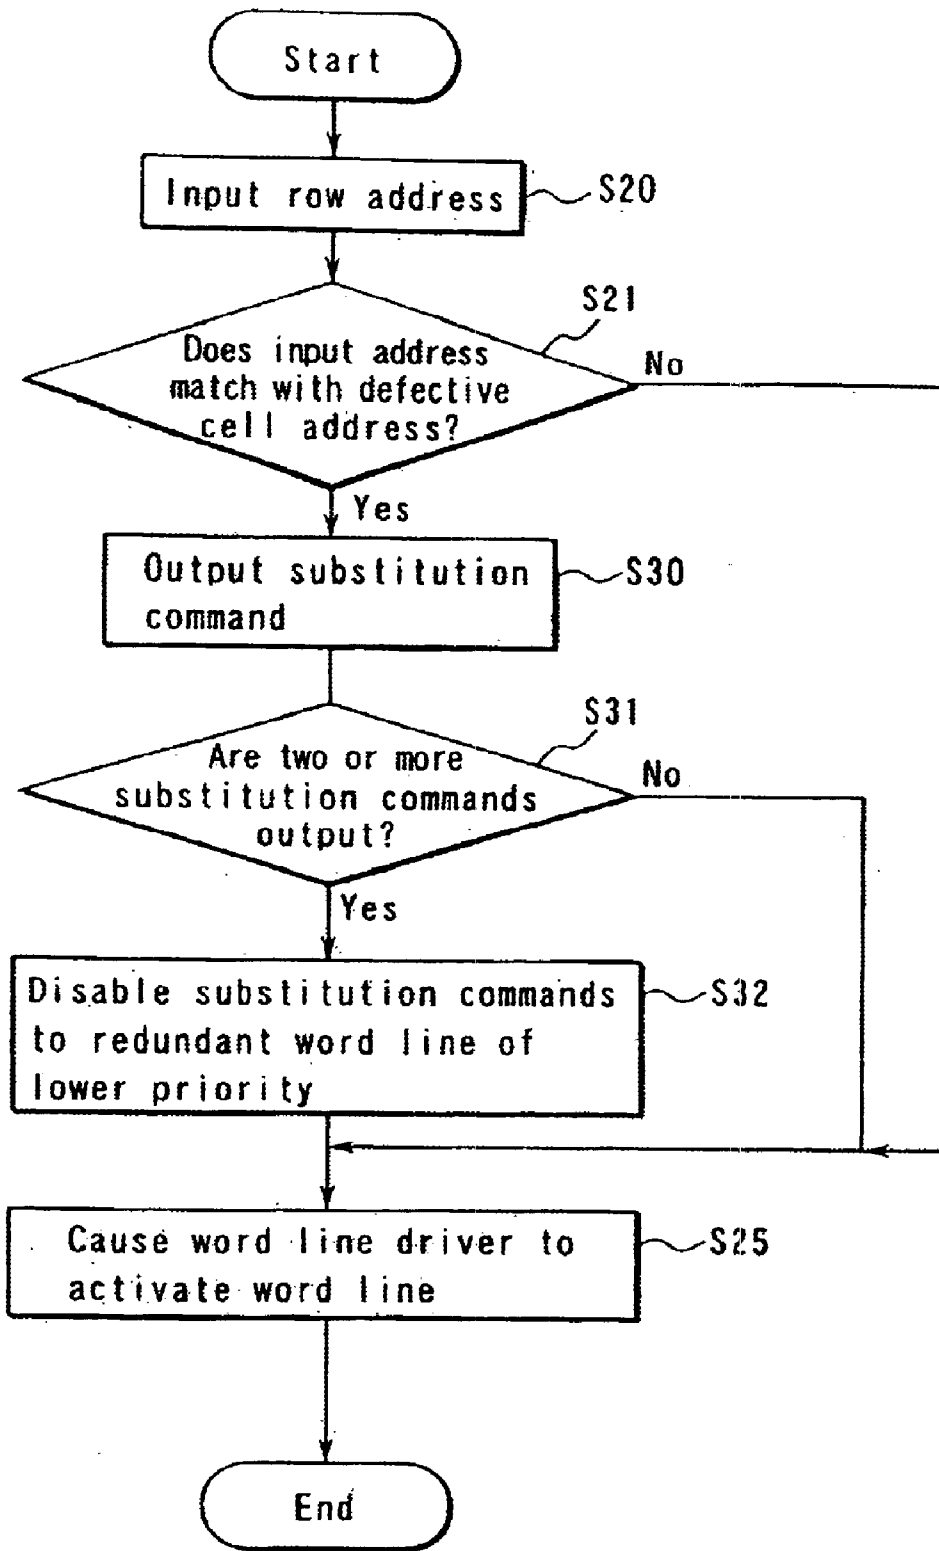 Start
Input row address
S20
S21
Does input address
match with defective
cell address?
No
Yes
Output substitution
command
S30
S31
Are two or more
substitution commands
output?
No
Yes
Disable substitution commands
to redundant word line of
lower priority
S32
Cause word line driver to
activate word line
S25
End